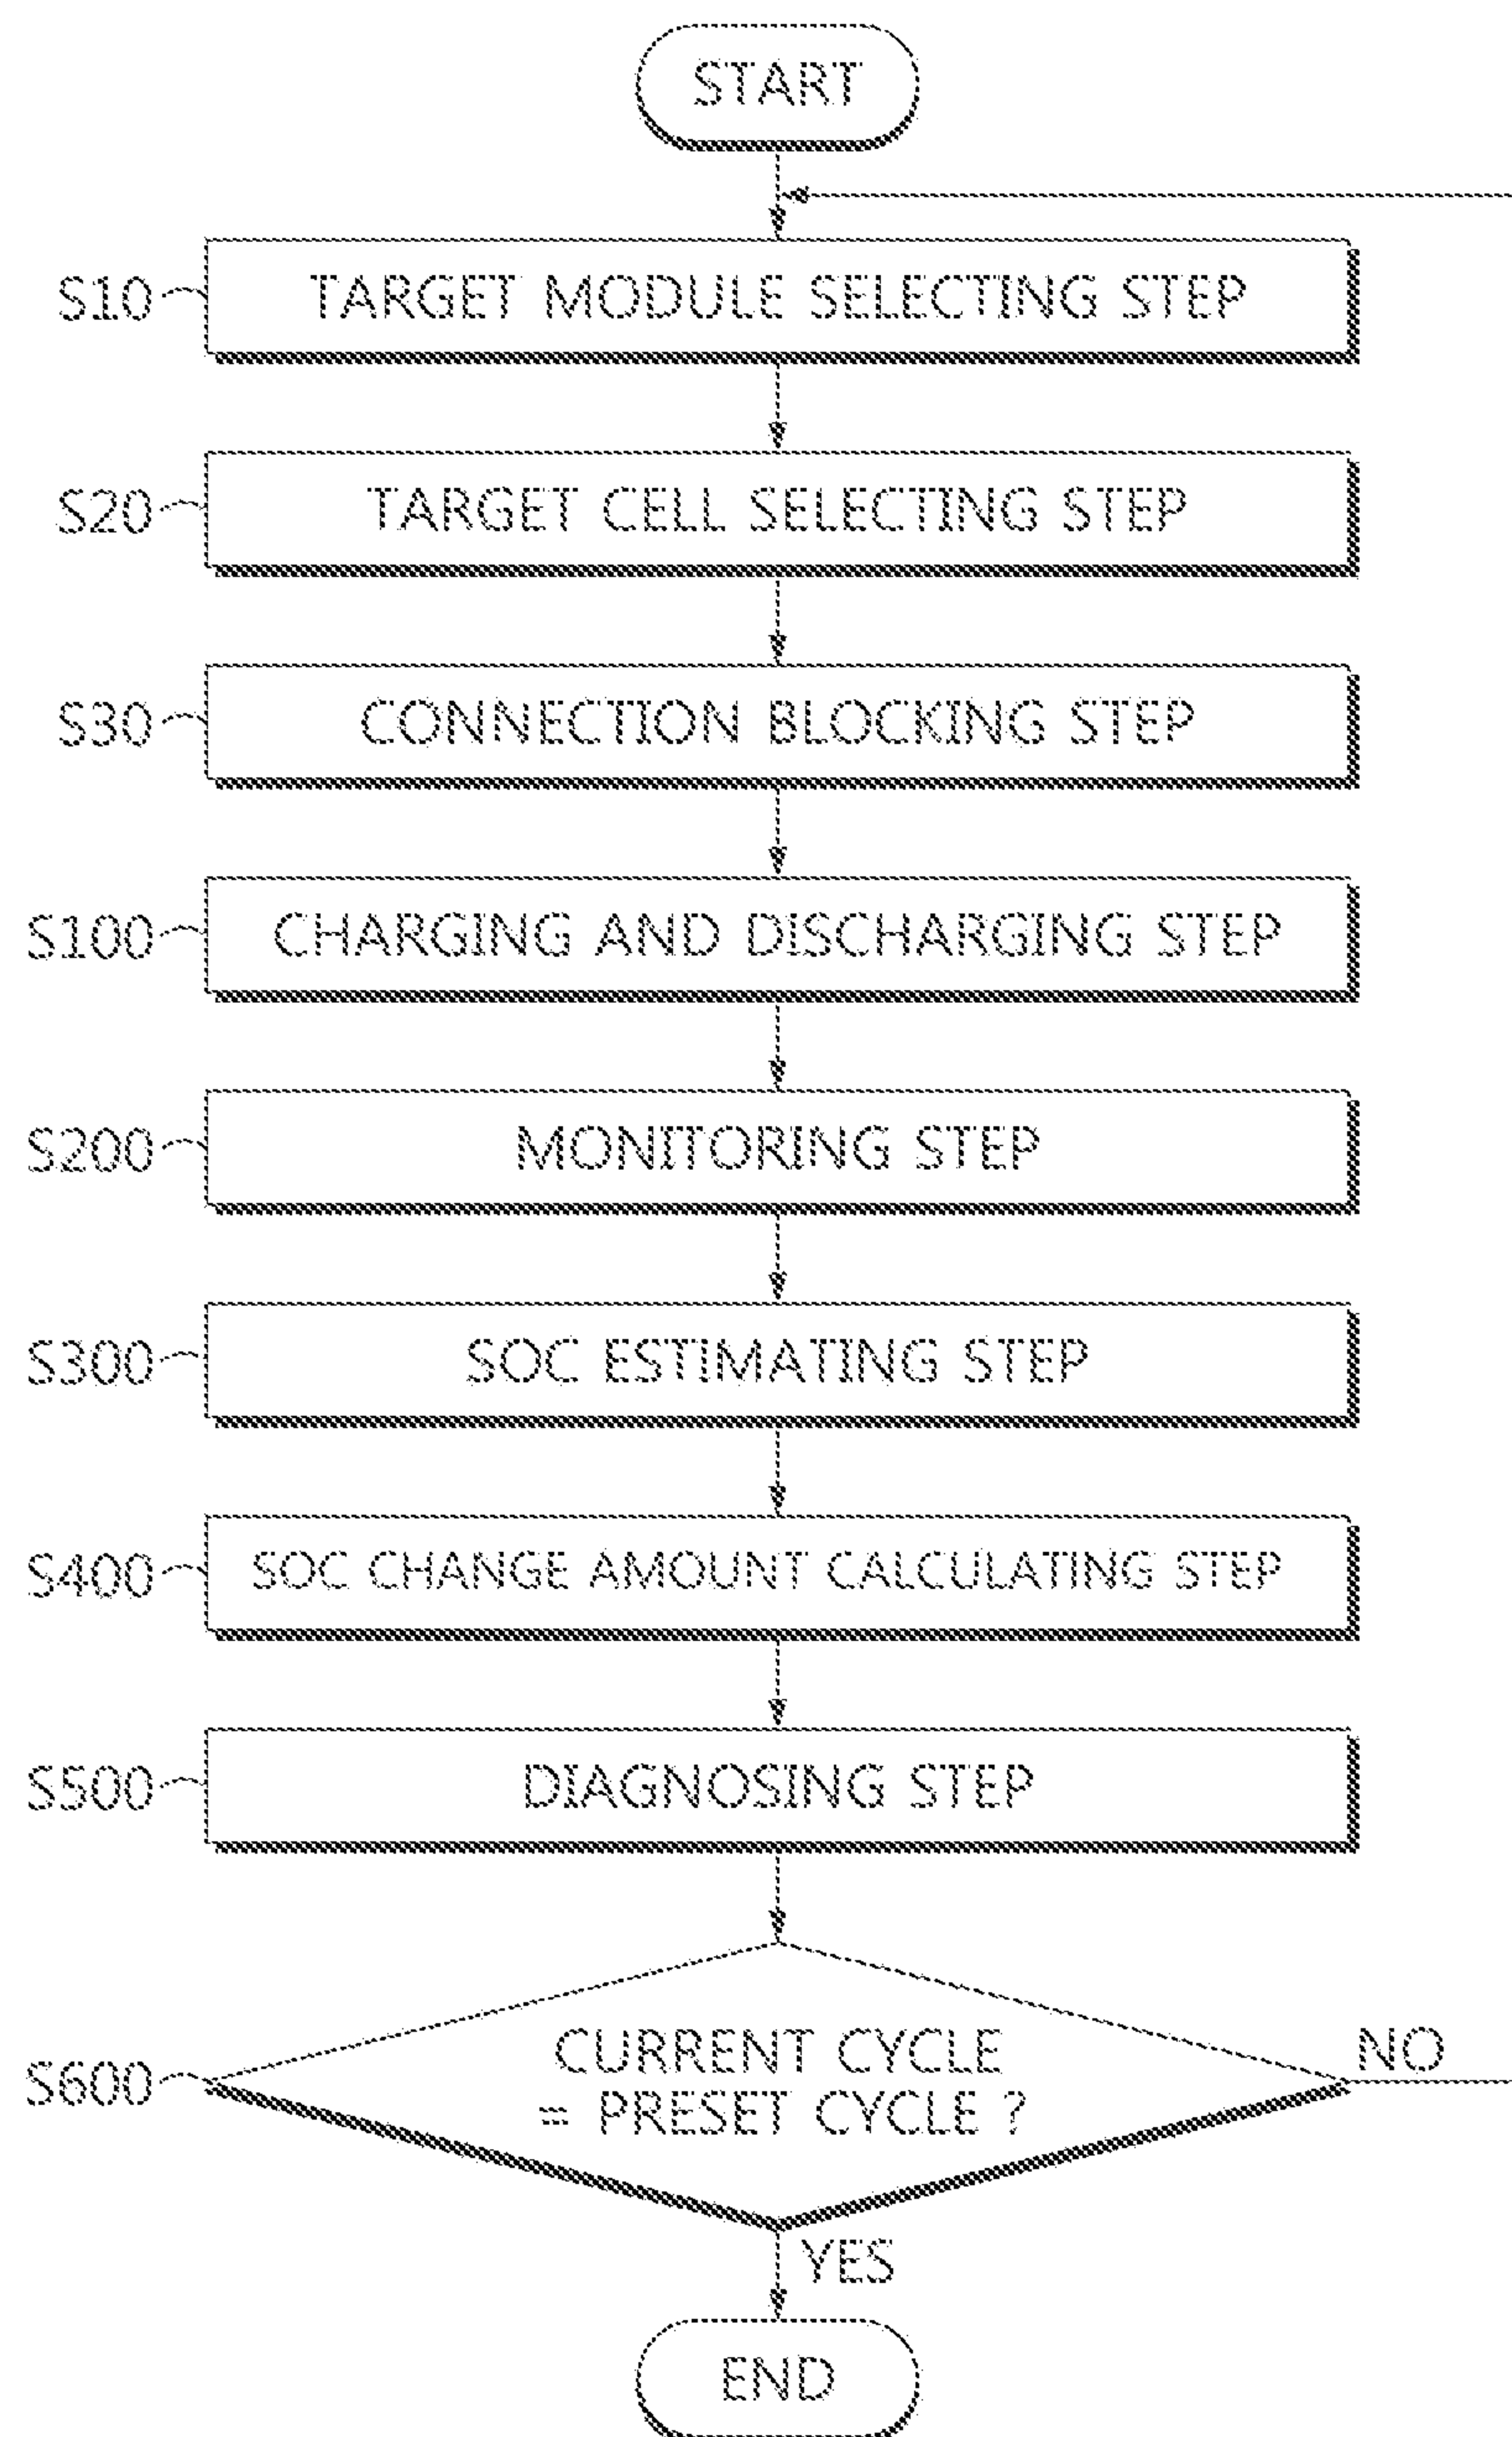 START
S10
TARGET MODULE SELECTING STEP
S20
TARGET CELL SELECTING STEP
S30
CONNECTION BLOCKING STEP
S100
CHARGING AND DISCHARGING STEP
S200
MONITORING STEP
S300
SOC ESTIMATING STEP
S400
SOC CHANGE AMOUNT CALCULATING STEP
S500
DIAGNOSING STEP
S600
CURRENT CYCLE
= PRESET CYCLE ?
NO
YES
END